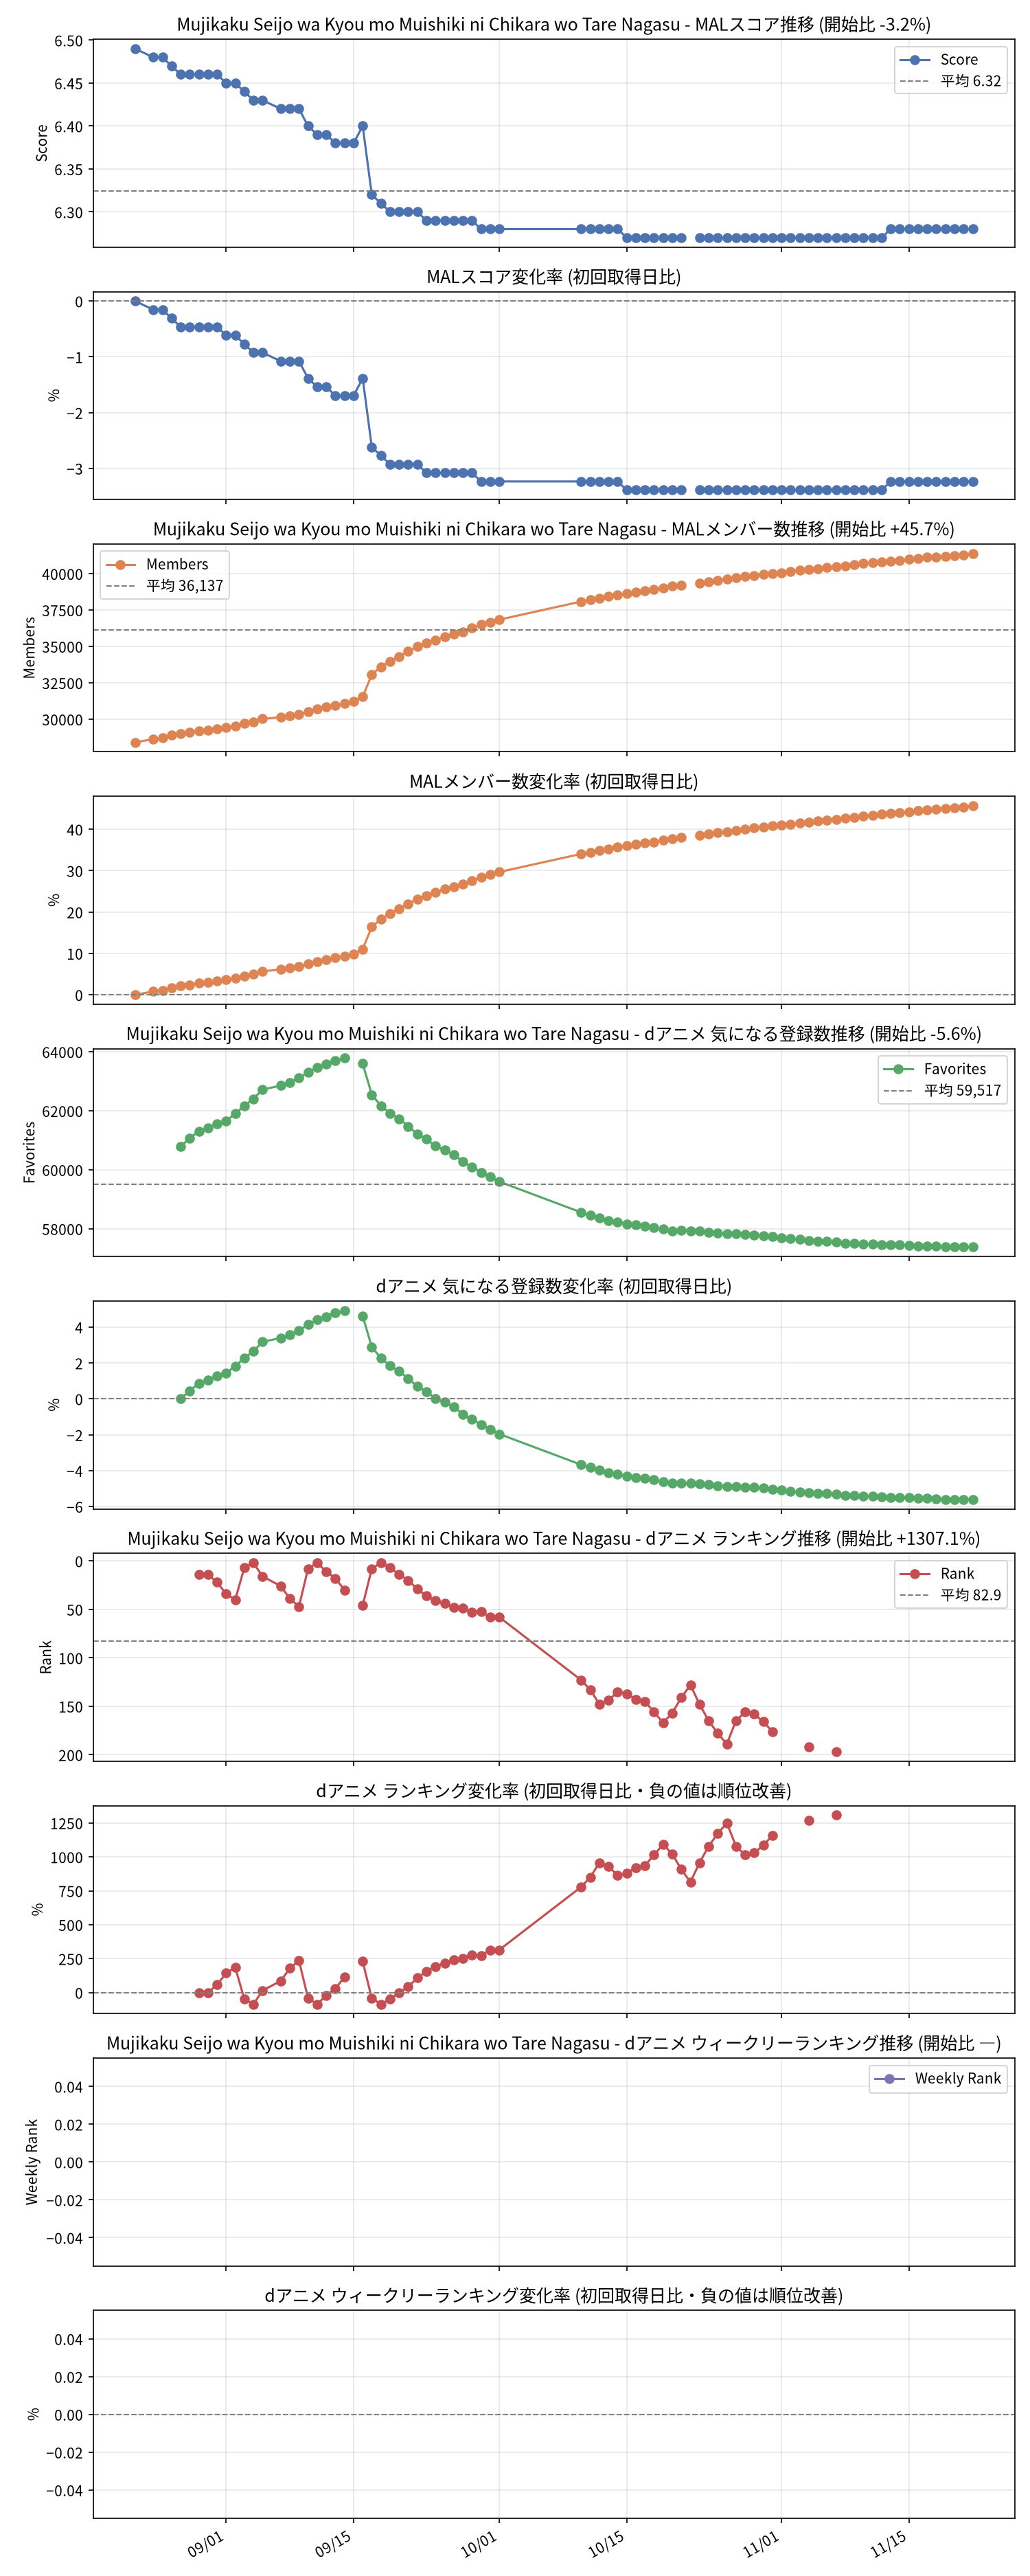 Mujikaku Seijo wa Kyou mo Muishiki ni Chikara wo Tare Nagasu - MALスコア推移 (開始比 -3.2%)
6.50
6.45
6.40
6.35
6.30
Score
Score
平均 6.32
MALスコア変化率 (初回取得日比)
0
−1
−2
−3
%
Mujikaku Seijo wa Kyou mo Muishiki ni Chikara wo Tare Nagasu - MALメンバー数推移 (開始比 +45.7%)
40000
37500
35000
32500
30000
Members
Members
平均 36,137
MALメンバー数変化率 (初回取得日比)
40
30
20
10
0
%
Mujikaku Seijo wa Kyou mo Muishiki ni Chikara wo Tare Nagasu - dアニメ 気になる登録数推移 (開始比 -5.6%)
64000
62000
60000
58000
Favorites
Favorites
平均 59,517
dアニメ 気になる登録数変化率 (初回取得日比)
4
2
0
−2
−4
−6
%
Mujikaku Seijo wa Kyou mo Muishiki ni Chikara wo Tare Nagasu - dアニメ ランキング推移 (開始比 +1307.1%)
0
50
100
150
200
Rank
Rank
平均 82.9
dアニメ ランキング変化率 (初回取得日比・負の値は順位改善)
1250
1000
750
500
250
0
%
Mujikaku Seijo wa Kyou mo Muishiki ni Chikara wo Tare Nagasu - dアニメ ウィークリーランキング推移 (開始比 —)
0.04
0.02
0.00
−0.02
−0.04
Weekly Rank
Weekly Rank
dアニメ ウィークリーランキング変化率 (初回取得日比・負の値は順位改善)
0.04
0.02
0.00
−0.02
−0.04
%
09/01
09/15
10/01
10/15
11/01
11/15